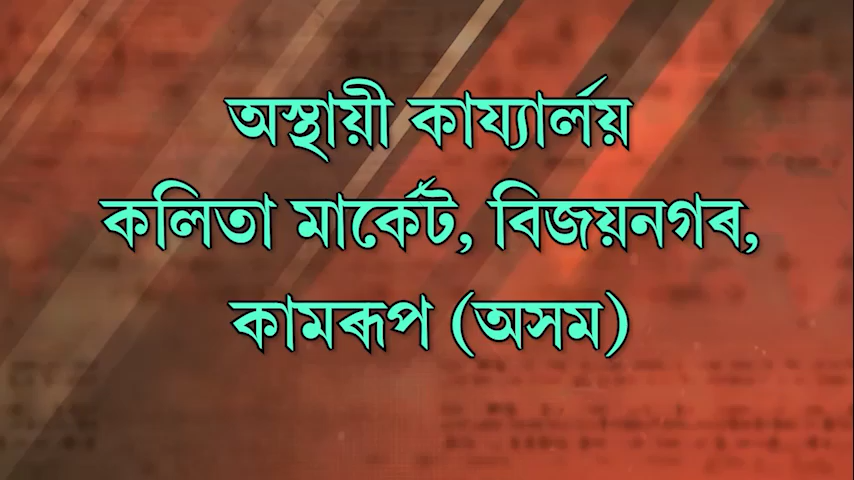 অস্থায়ী কায্যার্লয়
কলিতা মাৰ্কেট, বিজয়নগৰ,
কামৰূপ (অসম)